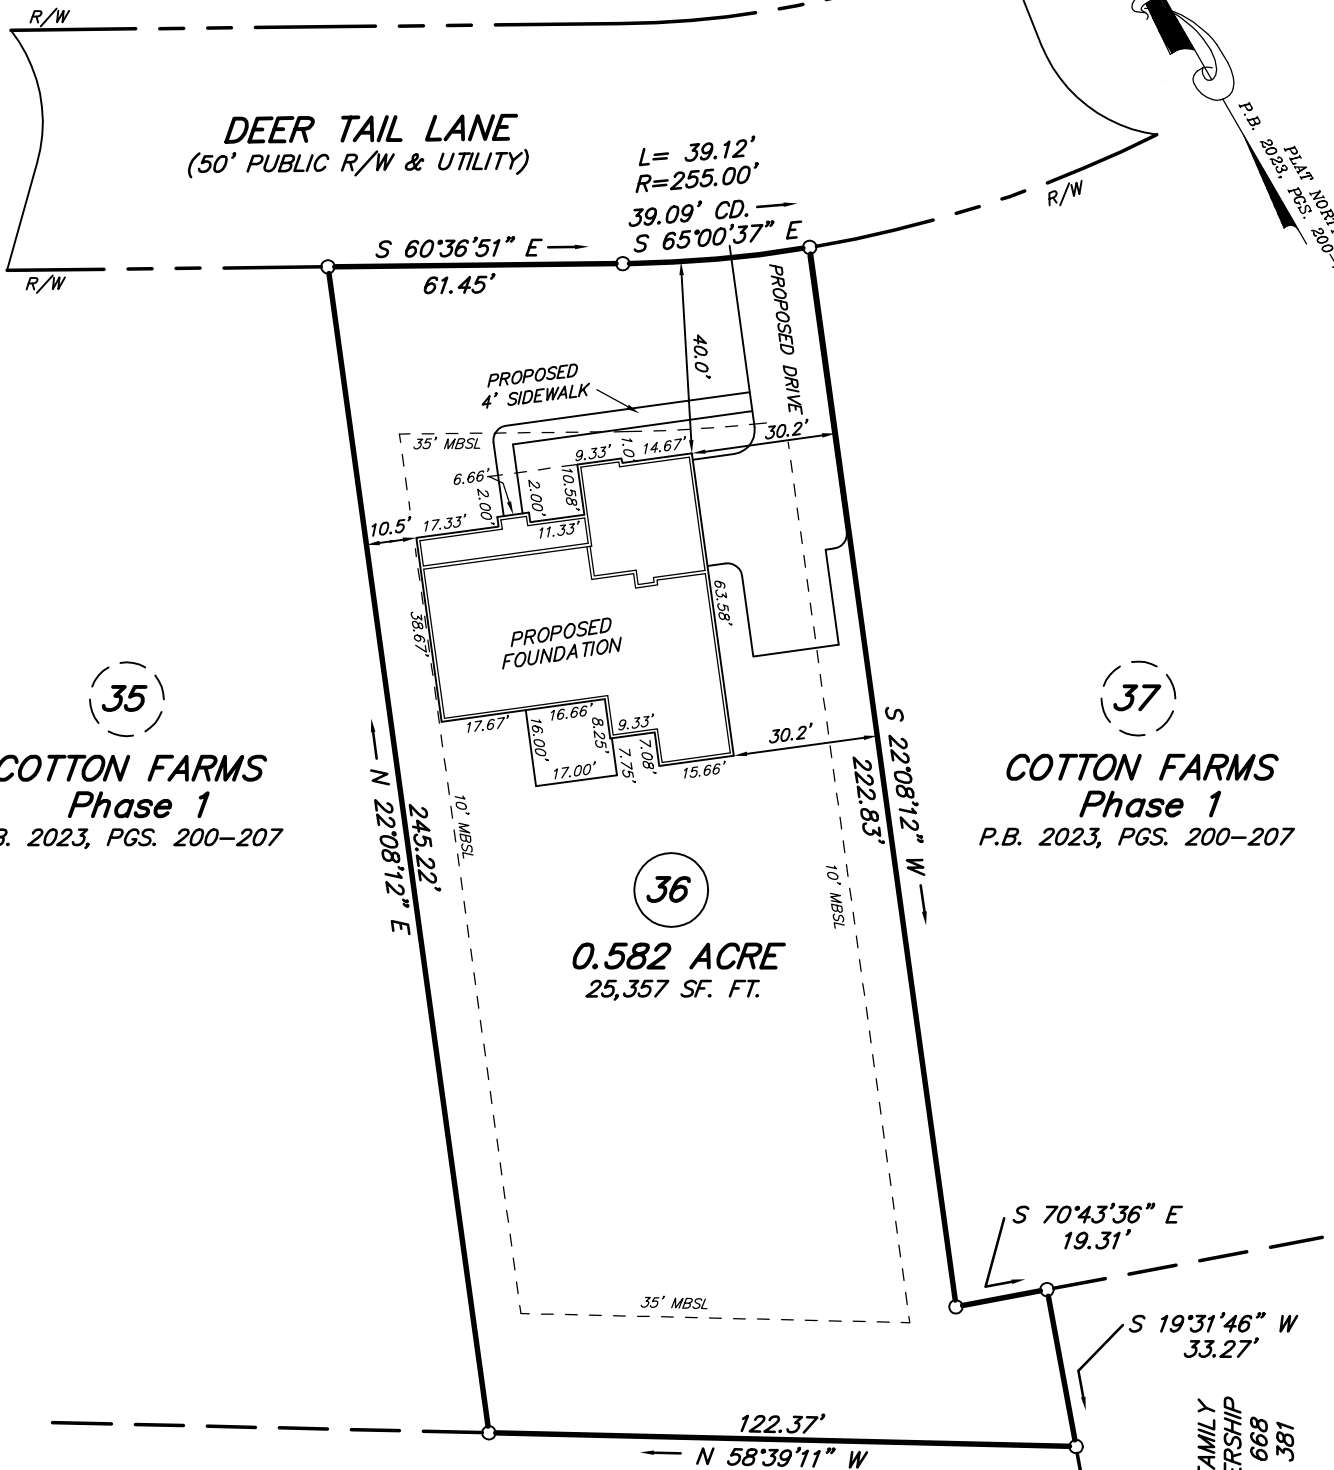 R/W
DEER TAIL LANE
(50' PUBLIC R/W & UTILITY)
L= 39.12'
R=255.00'
39.09' CD.
S 65°00'37" E
S 60°36'51" E
61.45'
R/W
R/W
P.B. 2023, PGS. 200-
PROPOSED DRIVE
40.0'
PROPOSED
4' SIDEWALK
35' MBSL
30.2'
9.33'
1.0'
14.67'
6.66'
2.00'
2.00'
10.58'
10.5'
17.33'
11.33'
38.67'
63.58'
PROPOSED
FOUNDATION
17.67'
16.66'
16.00'
8.25'
9.33'
7.08'
7.75'
17.00'
15.66'
30.2'
35
COTTON FARMS
Phase 1
2023, PGS. 200-207
37
COTTON FARMS
Phase 1
P.B. 2023, PGS. 200-207
N 22°08'12" E
245.22'
10' MBSL
S 22°08'12" W
222.83'
10' MBSL
36
0.582 ACRE
25,357 SF. FT.
35' MBSL
S 70°43'36" E
19.31'
S 19°31'46" W
33.27'
122.37'
N 58°39'11" W
668
381